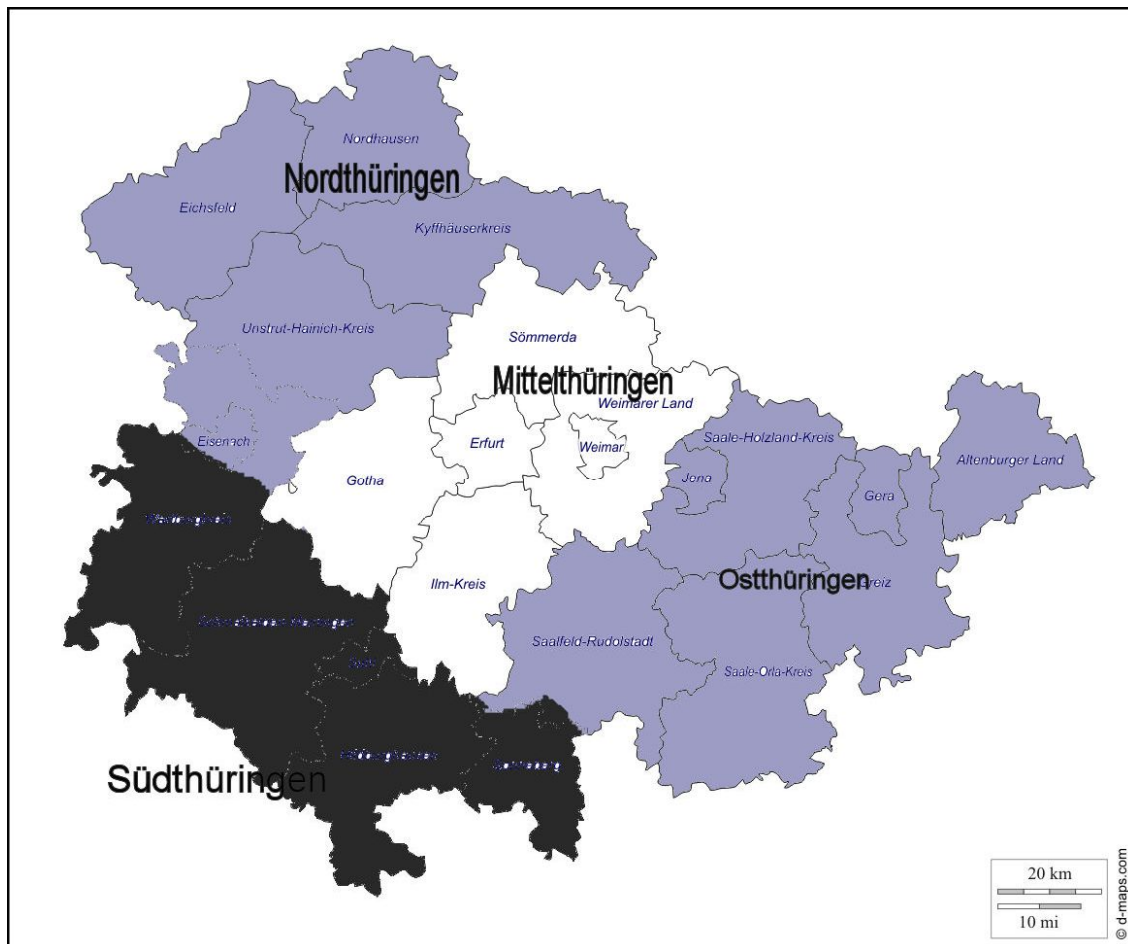 Nordhausen
Nordthüringen
Eichsfeld
Kyffhäuserkreis
Unstrut-Hainich-Kreis
Sömmerda
Mittelthüringen
Weimarer Land
Eisenach
Erfurt
Weimar
Saale-Holzland-Kreis
Altenburger Land
Gotha
Jena
Gera
Ilm-Kreis
Ostthüringen
Greiz
Saalfeld-Rudolstadt
Saale-Orla-Kreis
Südthüringen
20 km
10 mi
© d-maps.com